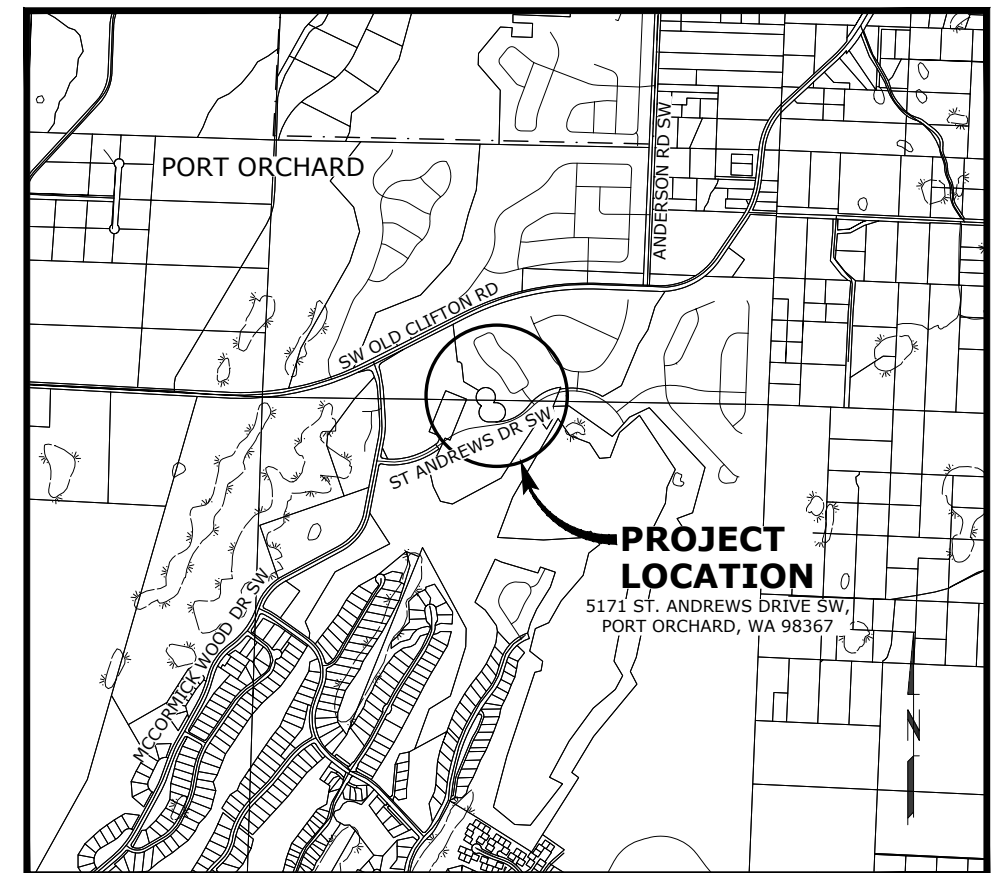 PORT ORCHARD
ANDERSON RD SW
SW OLD CLIFTON RD
ST ANDREWS DR SW
PROJECT
LOCATION
5171 ST. ANDREWS DRIVE SW,
PORT ORCHARD, WA 98367
MCCORMICK WOOD DR SW
N